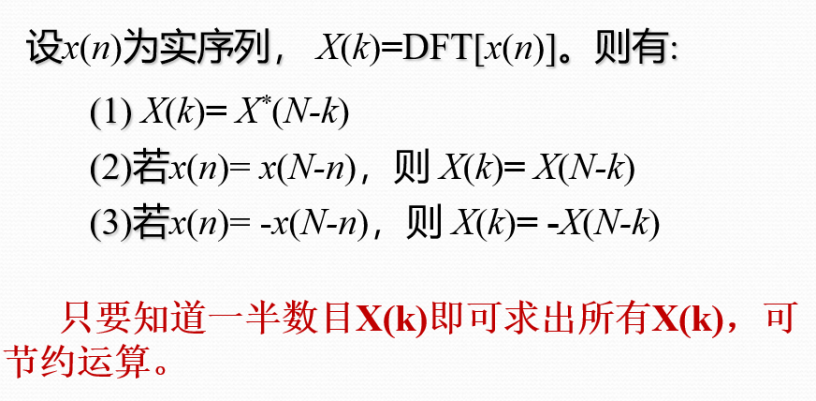 设x(n)为实序列， X(k)=DFT[x(n)]。则有:
(1) X(k)= X*(N-k)
(2)若x(n)= x(N-n)，则 X(k)= X(N-k)
(3)若x(n)= -x(N-n)，则 X(k)= -X(N-k)
只要知道一半数目X(k)即可求出所有X(k)，可
节约运算。